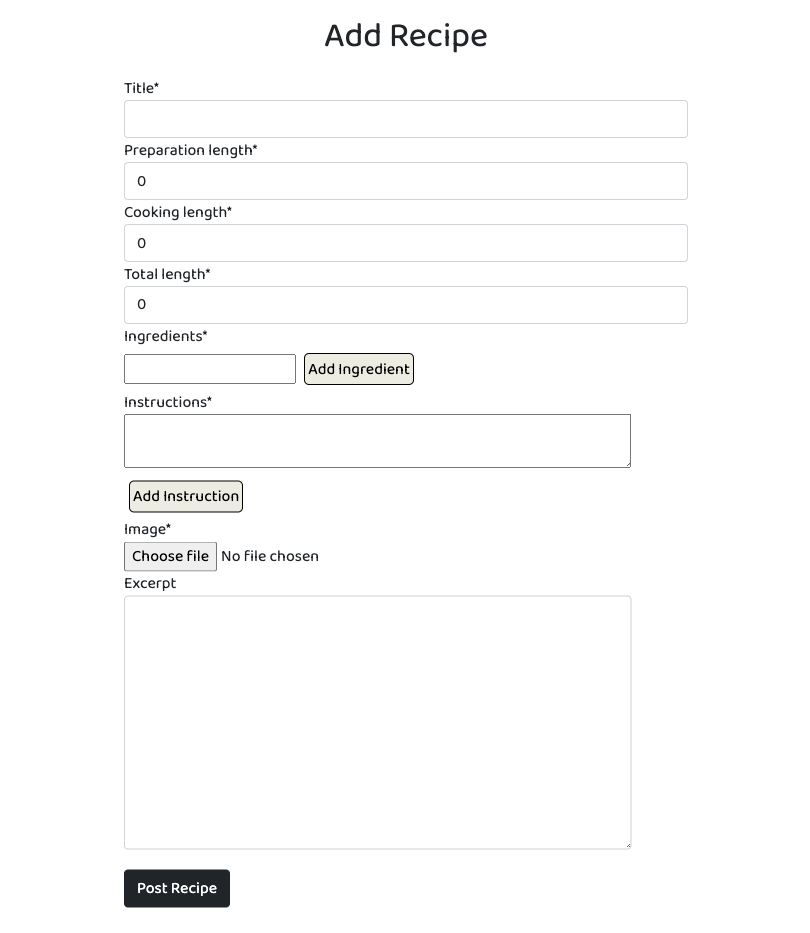 Add Recipe
Title*
Preparation length*
0
Cooking length*
0
Total length*
0
Ingredients*
Add Ingredient
Instructions*
Add Instruction
Image*
Choose file No file chosen
Excerpt
Post Recipe